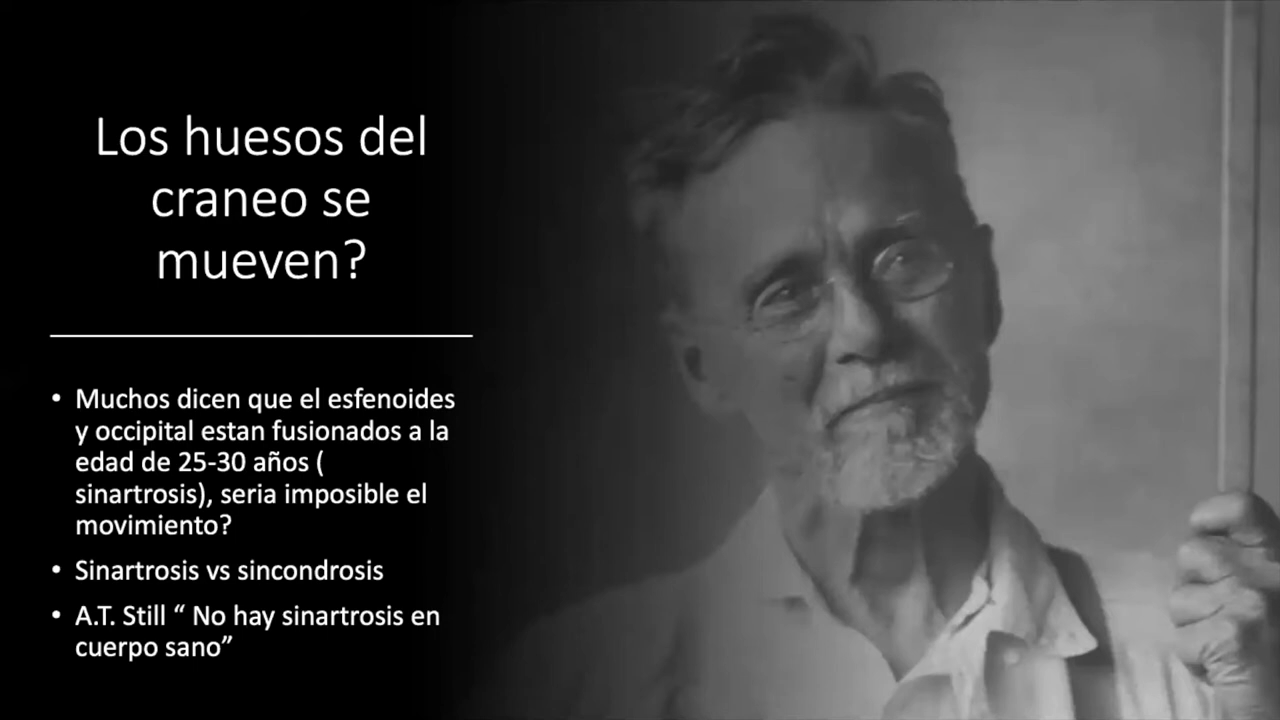 Los huesos del
craneo se
mueven?
• Muchos dicen que el esfenoides
y occipital estan fusionados a la
edad de 25-30 años (
sinartrosis), seria imposible el
movimiento?
• Sinartrosis vs sincondrosis
• A.T. Still “ No hay sinartrosis en
cuerpo sano”